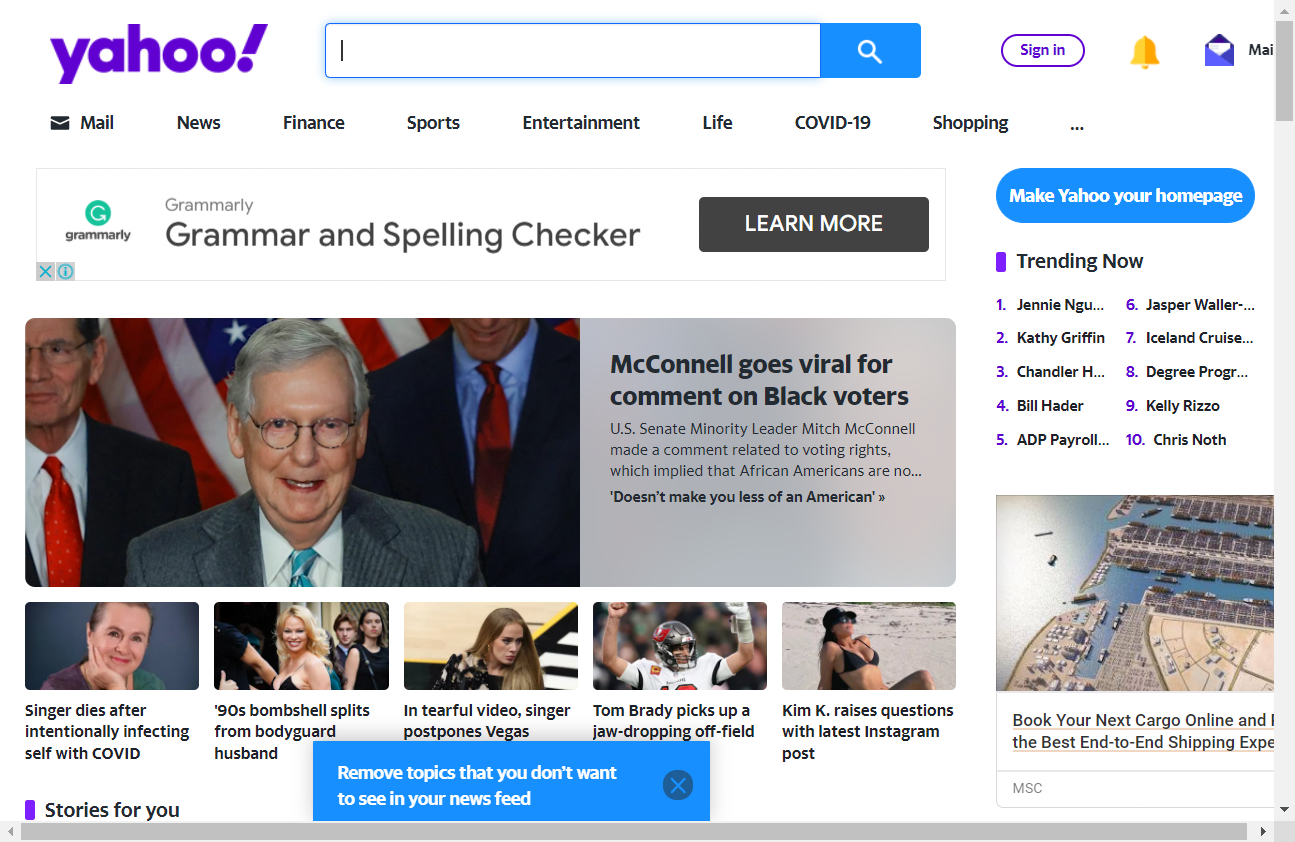 yahoo!
Sign in
Mai
Mail
News
Finance
Sports
Entertainment
Life
COVID-19
Shopping
...
grammarly
Grammarly
Grammar and Spelling Checker
LEARN MORE
Make Yahoo your homepage
Trending Now
1. Jennie Ngu...
2. Kathy Griffin
3. Chandler H...
4. Bill Hader
5. ADP Payroll...
6. Jasper Waller-...
7. Iceland Cruise...
8. Degree Progr...
9. Kelly Rizzo
10. Chris Noth
McConnell goes viral for
comment on Black voters
U.S. Senate Minority Leader Mitch McConnell
made a comment related to voting rights,
which implied that African Americans are no...
'Doesn't make you less of an American' »
Singer dies after
intentionally infecting
self with COVID
'90s bombshell splits
from bodyguard
husband
In tearful video, singer
postpones Vegas
Tom Brady picks up a
jaw-dropping off-field
Kim K. raises questions
with latest Instagram
post
Book Your Next Cargo Online and
the Best End-to-End Shipping Expe
MSC
Remove topics that you don't want
to see in your news feed
Stories for you